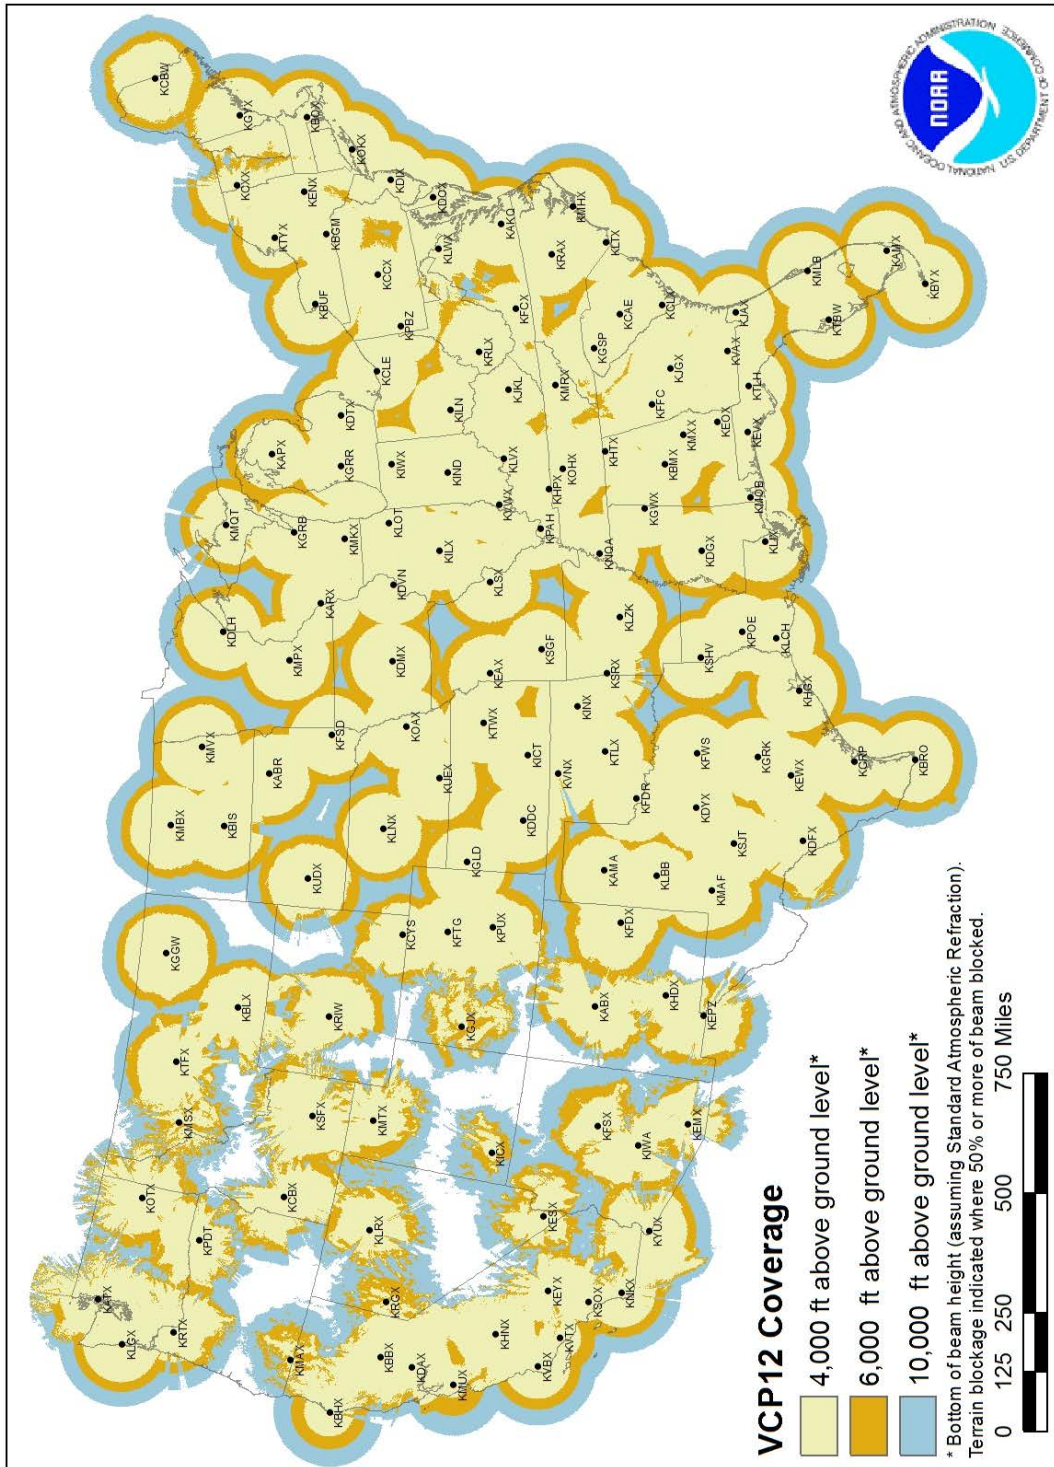 KATX
KLGX
KOTX
KCBW
KGGW
KMBX
KRTX
KTFX
KMSX
KPDT
KMVX
KBIS
KDLH
KMQT
KGYX
KCXX
KBLX
KABR
KAPX
KTYX
KCBX
KMPX
KGRB
KENX
KBOX
KMAX
KSFX
KUDX
KBUF
KBGM
KRIW
KFSD
KARX
KBHX
KGRR
KDTX
KMKX
KOKX
KLRX
KMTX
KBBX
KRGX
KLNX
KDMX
KDVN
KLOT
KIWX
KCLE
KCCX
KDIX
KCYS
KOAX
KPBZ
KDAX
KUEX
KILX
KIND
KILN
KLWX
KDOX
KMUX
KFTG
KGJX
KGLD
KTWX
KEAX
KLSX
KRLX
KHNX
KICX
KPUX
KVWX
KLVX
KJKL
KFCX
KAKQ
KDDC
KICT
KSGF
KPAH
KHPX
KOHX
KMRX
KRAX
KMHX
KVBX
KESX
KEYX
KVTX
KVNX
KINX
KSRX
KNQA
KHTX
KGSP
KLTX
KSOX
KFSX
KABX
KAMA
KTLX
KLZK
KCAE
KNKX
KYUX
KIWA
KFDX
KFDR
KGWX
KBMX
KFFC
KJGX
KCLX
KHDX
KLBB
KEMX
KEPZ
KMAF
KDYX
KFWS
KSHV
KDGX
KMXX
KEOX
KVAX
KJAX
KSJT
KGRK
KPOE
KMOB
KEVX
KTLH
KDFX
KEWX
KHGX
KLCH
KLIX
KMLB
KTBW
KGRP
KBRO
KAMX
KBYX
VCP12 Coverage
4,000 ft above ground level*
6,000 ft above ground level*
10,000 ft above ground level*
* Bottom of beam height (assuming Standard Atmospheric Refraction).
Terrain blockage indicated where 50% or more of beam blocked.
0 125 250 500 750 Miles
NATIONAL OCEANIC AND ATMOSPHERIC ADMINISTRATION
NOAA
U.S. DEPARTMENT OF COMMERCE